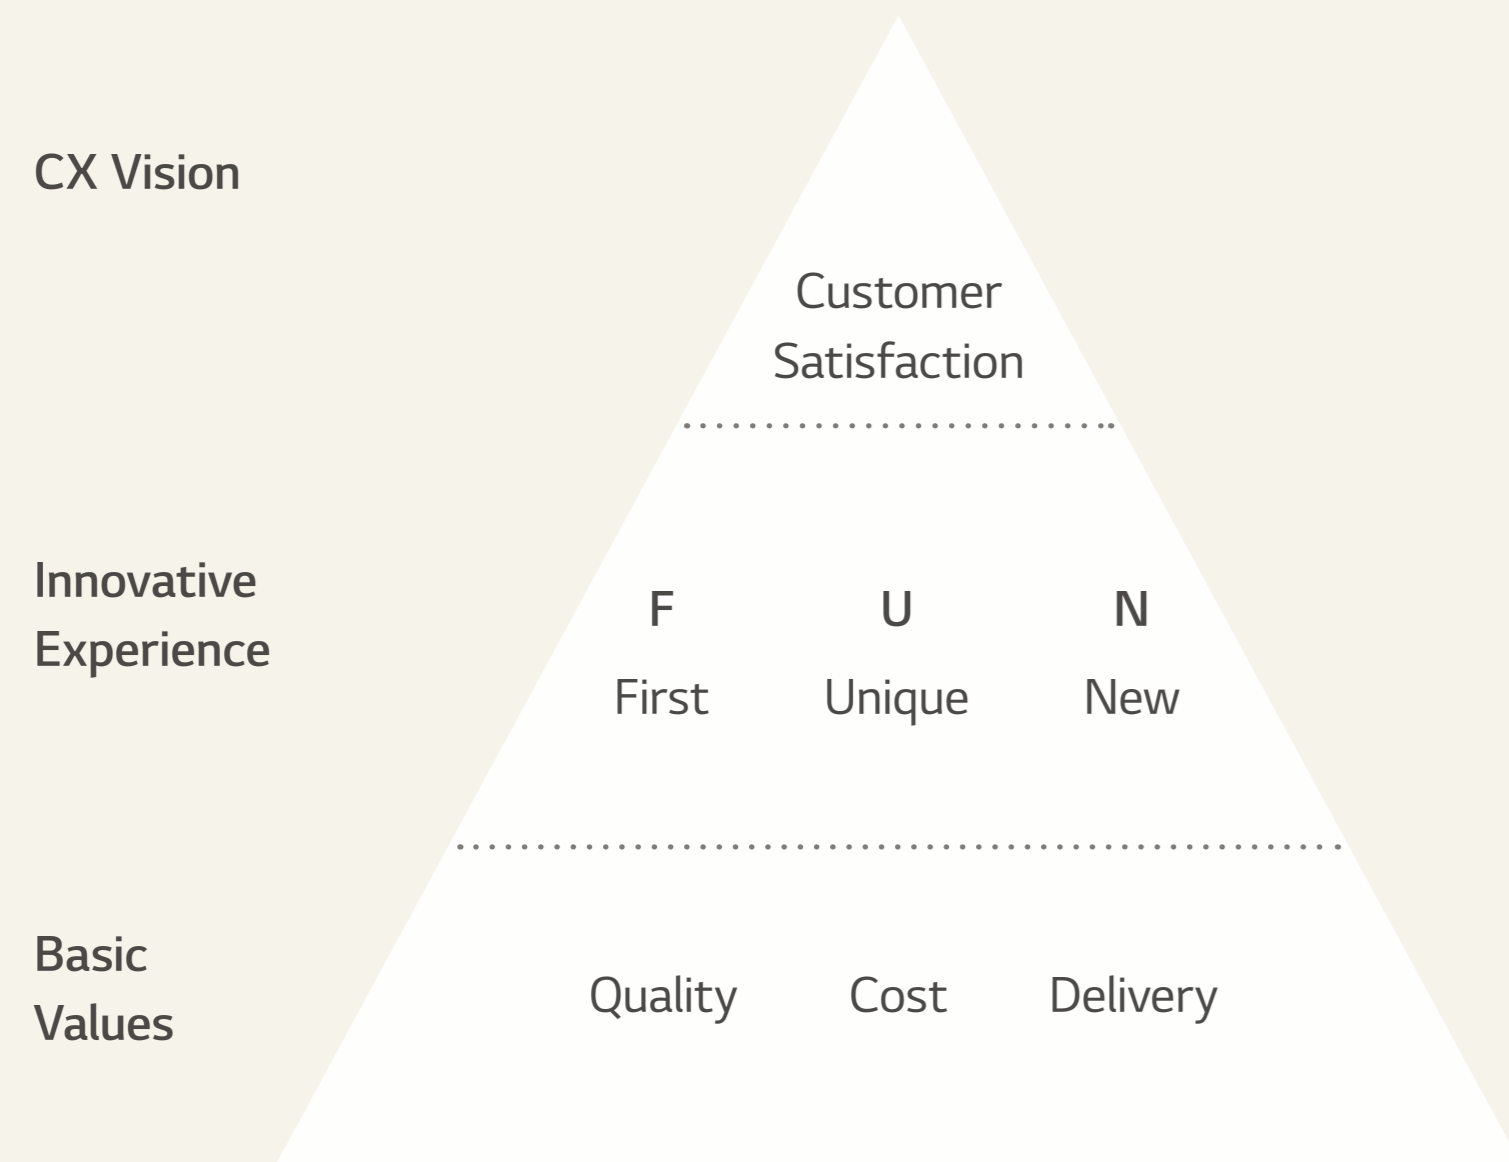 CX Vision
Customer
Satisfaction
Innovative
Experience
F U N
First Unique New
Basic
Values
Quality Cost Delivery